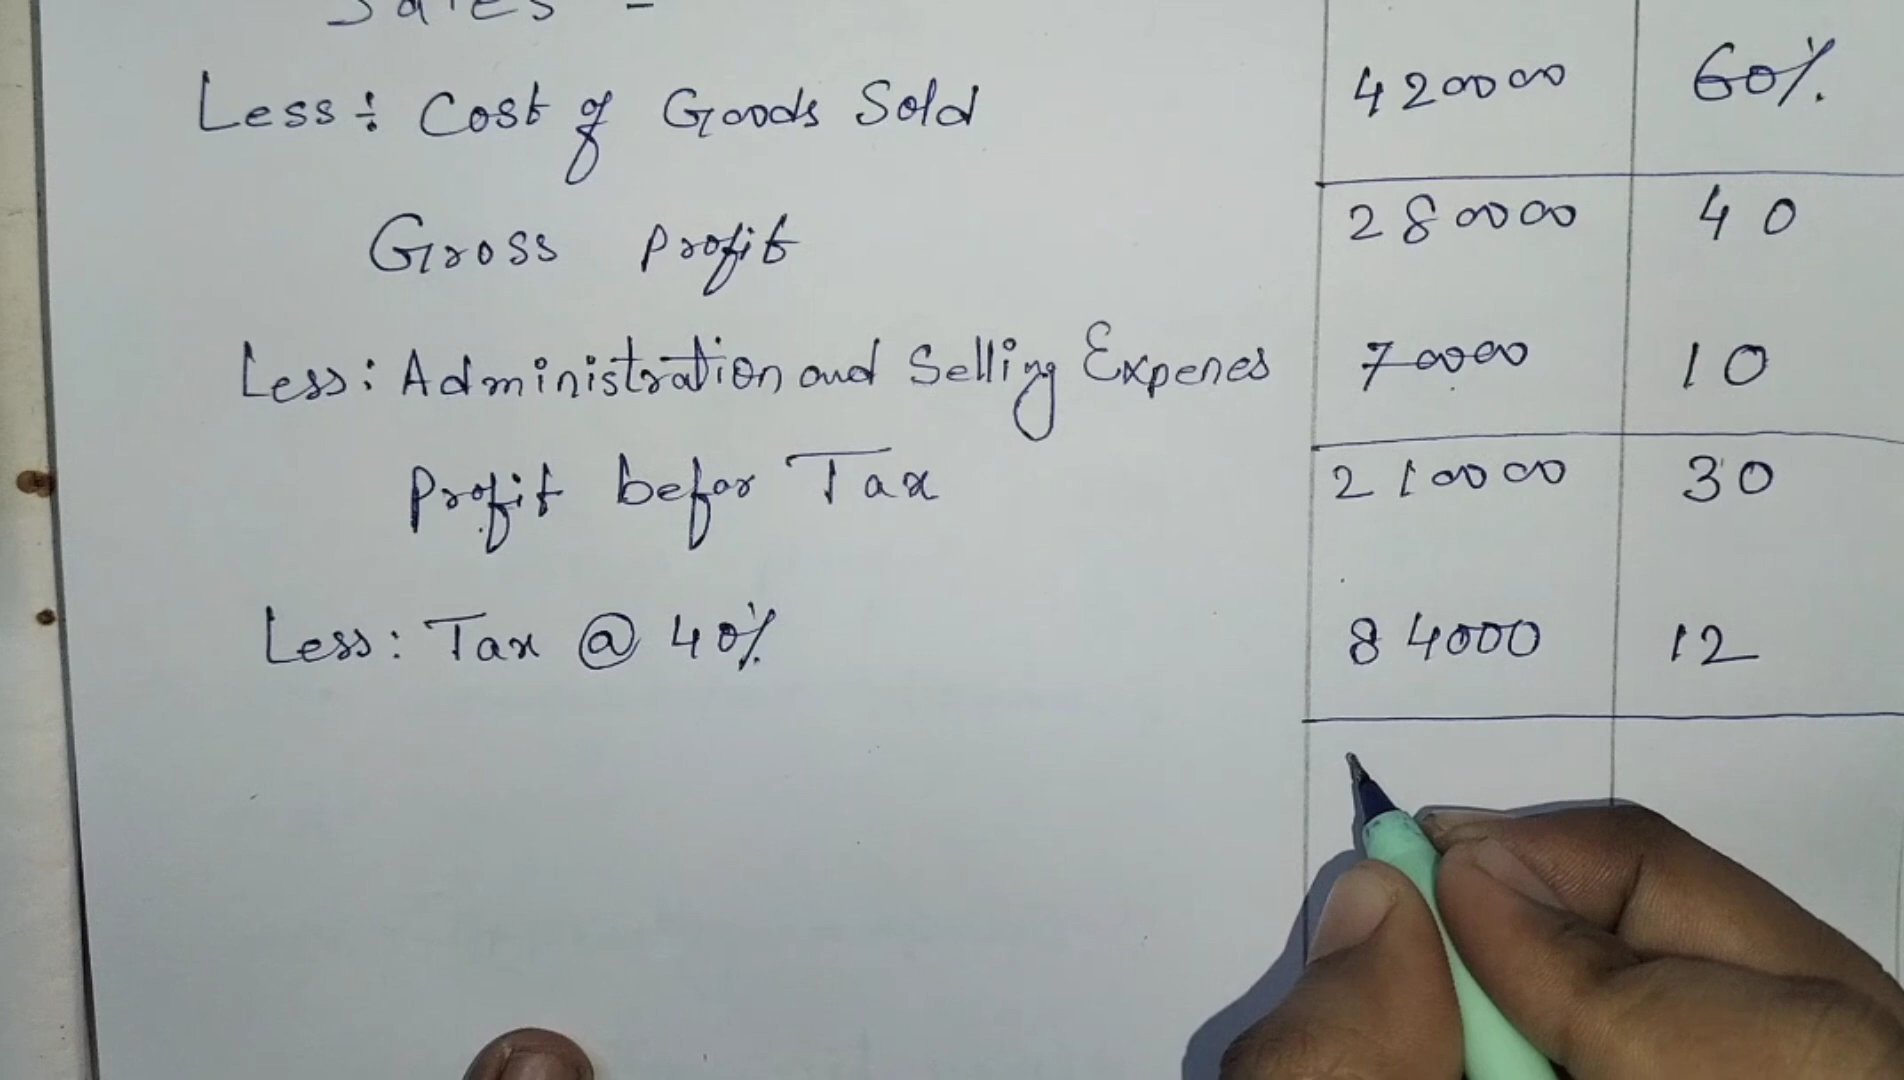 Sales -
Less: Cost of Goods Sold 420000 60%.
Gross profit 280000 40
Less: Administration and Selling Expenes 70000 10
Profit befor Tax 210000 30
Less: Tax @ 40% 84000 12